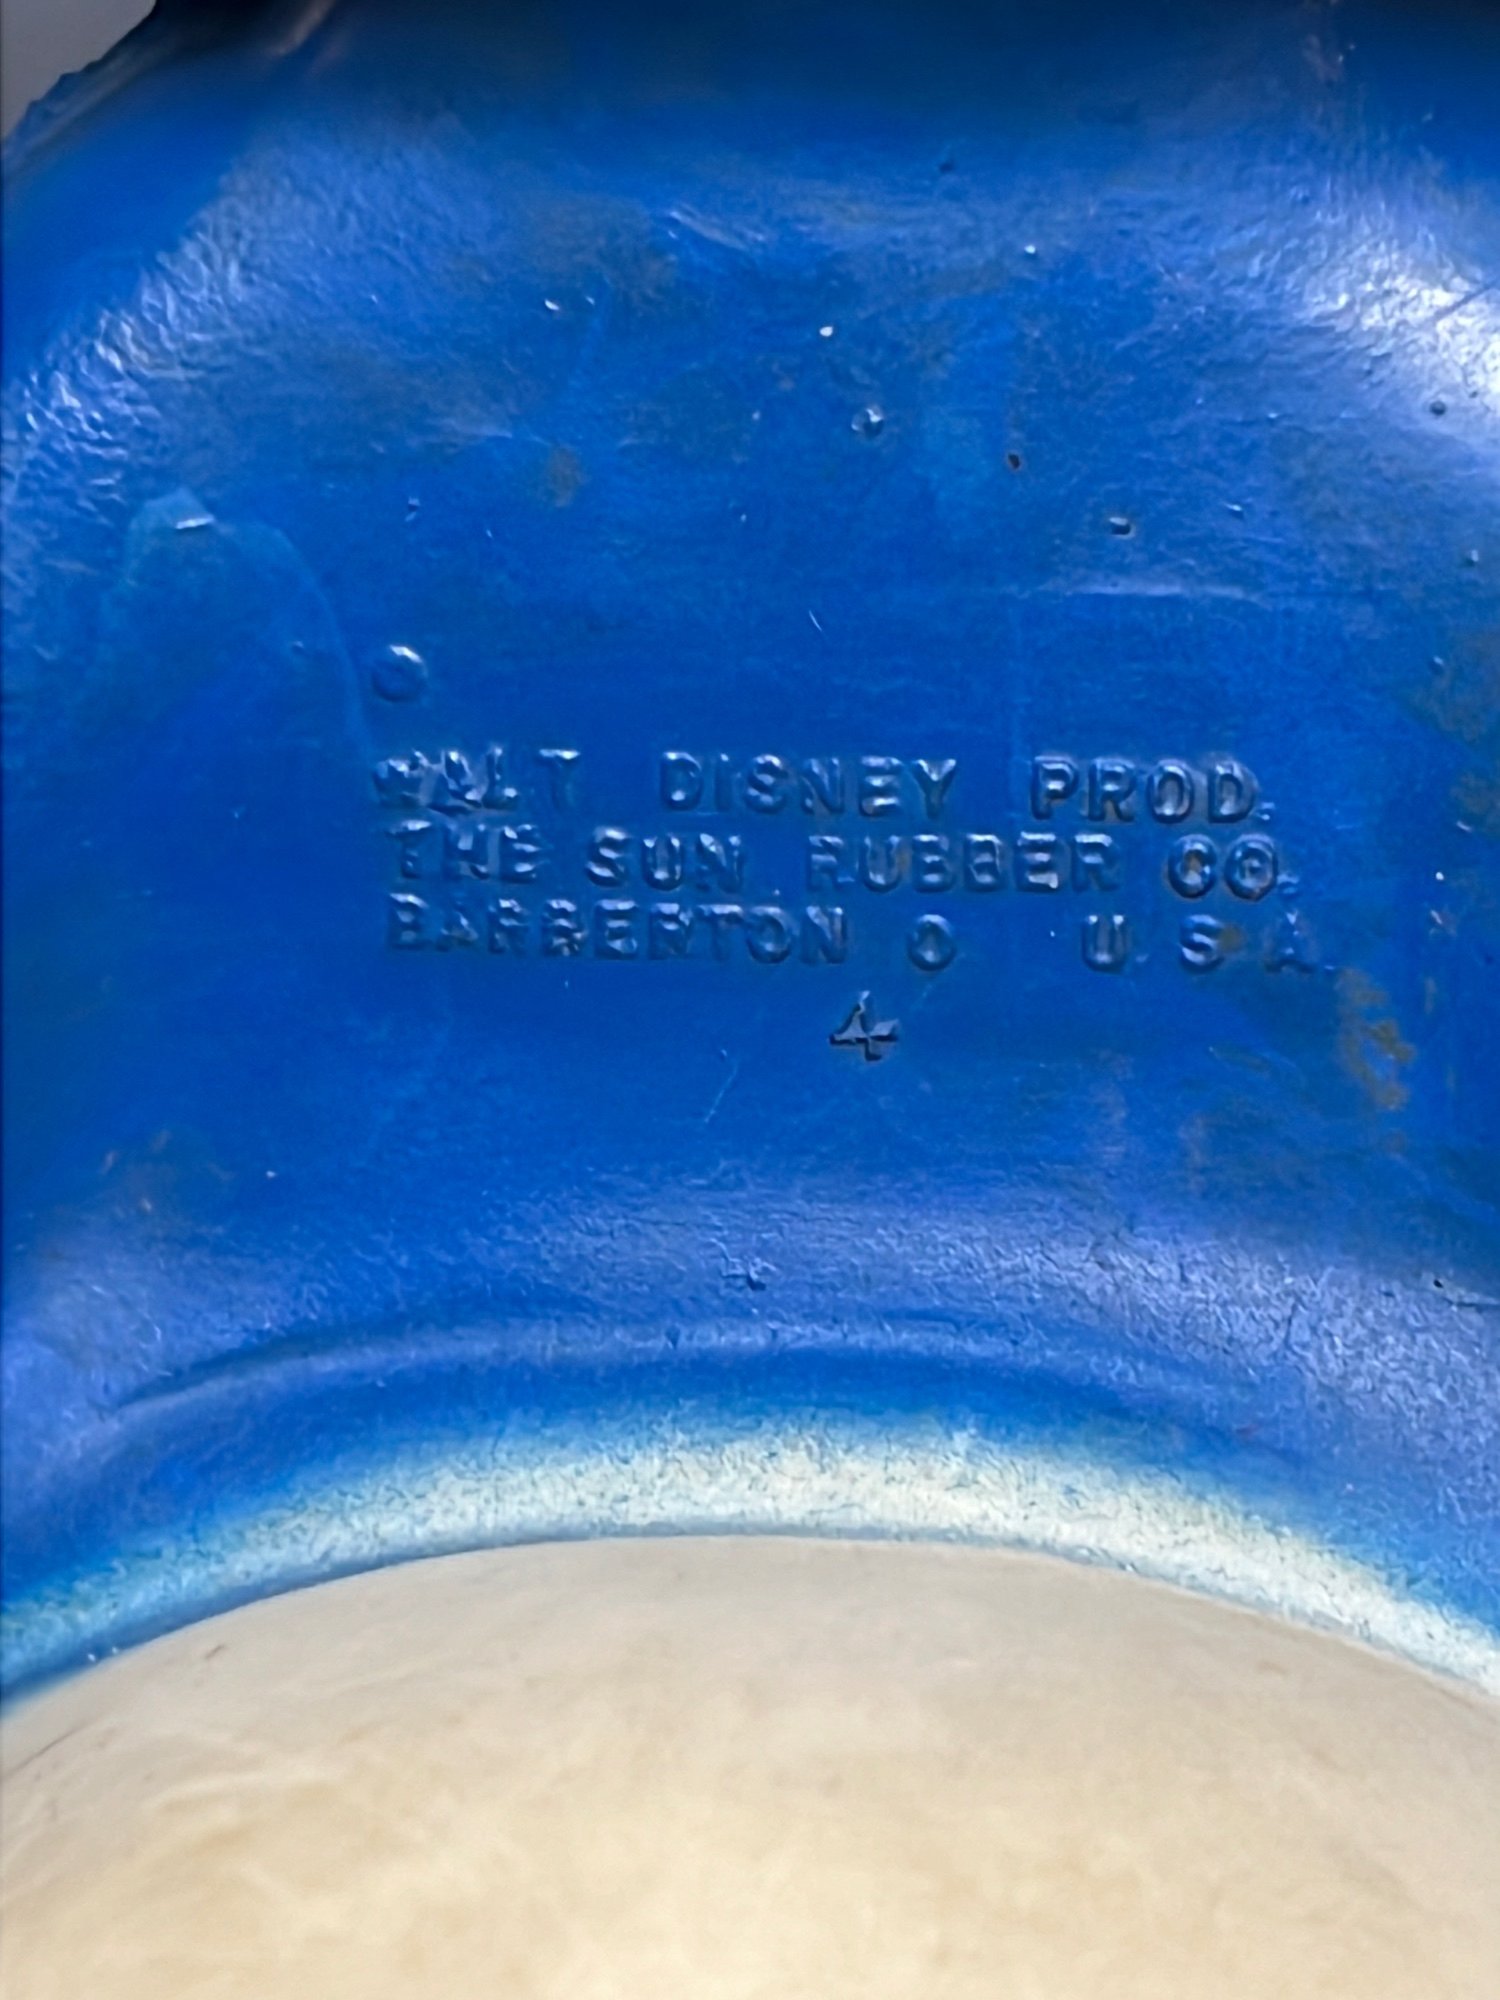 ©
WALT DISNEY PROD.
THE SUN RUBBER CO.
BARBERTON O U.S.A.
4